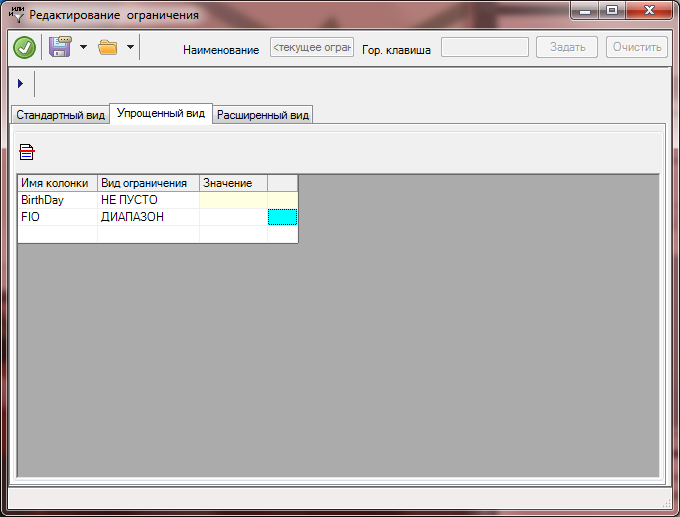 ИЛИ
Редактирование ограничения
Наименование <текущее огран Гор. клавиша Задать Очистить
Стандартный вид Упрощенный вид Расширенный вид
Имя колонки Вид ограничения Значение
BirthDay НЕ ПУСТО
FIO ДИАПАЗОН